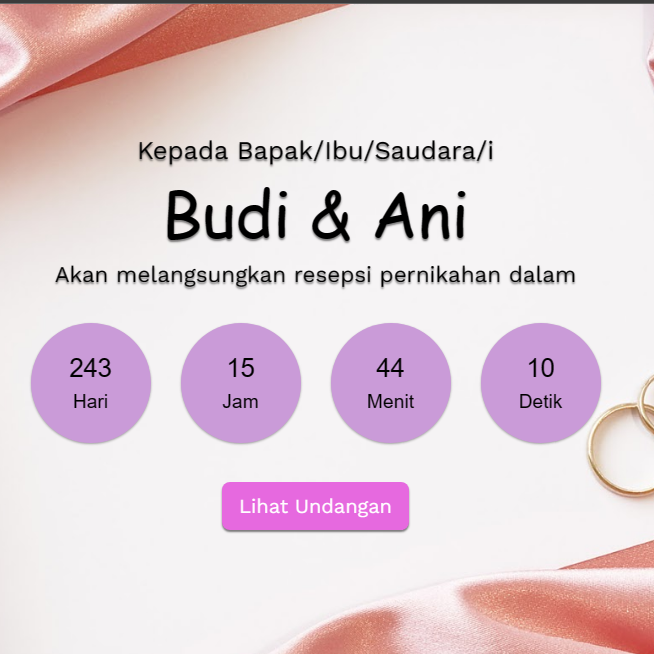 Kepada Bapak/Ibu/Saudara/i
Budi & Ani
Akan melangsungkan resepsi pernikahan dalam
243 15 44 10
Hari Jam Menit Detik
Lihat Undangan